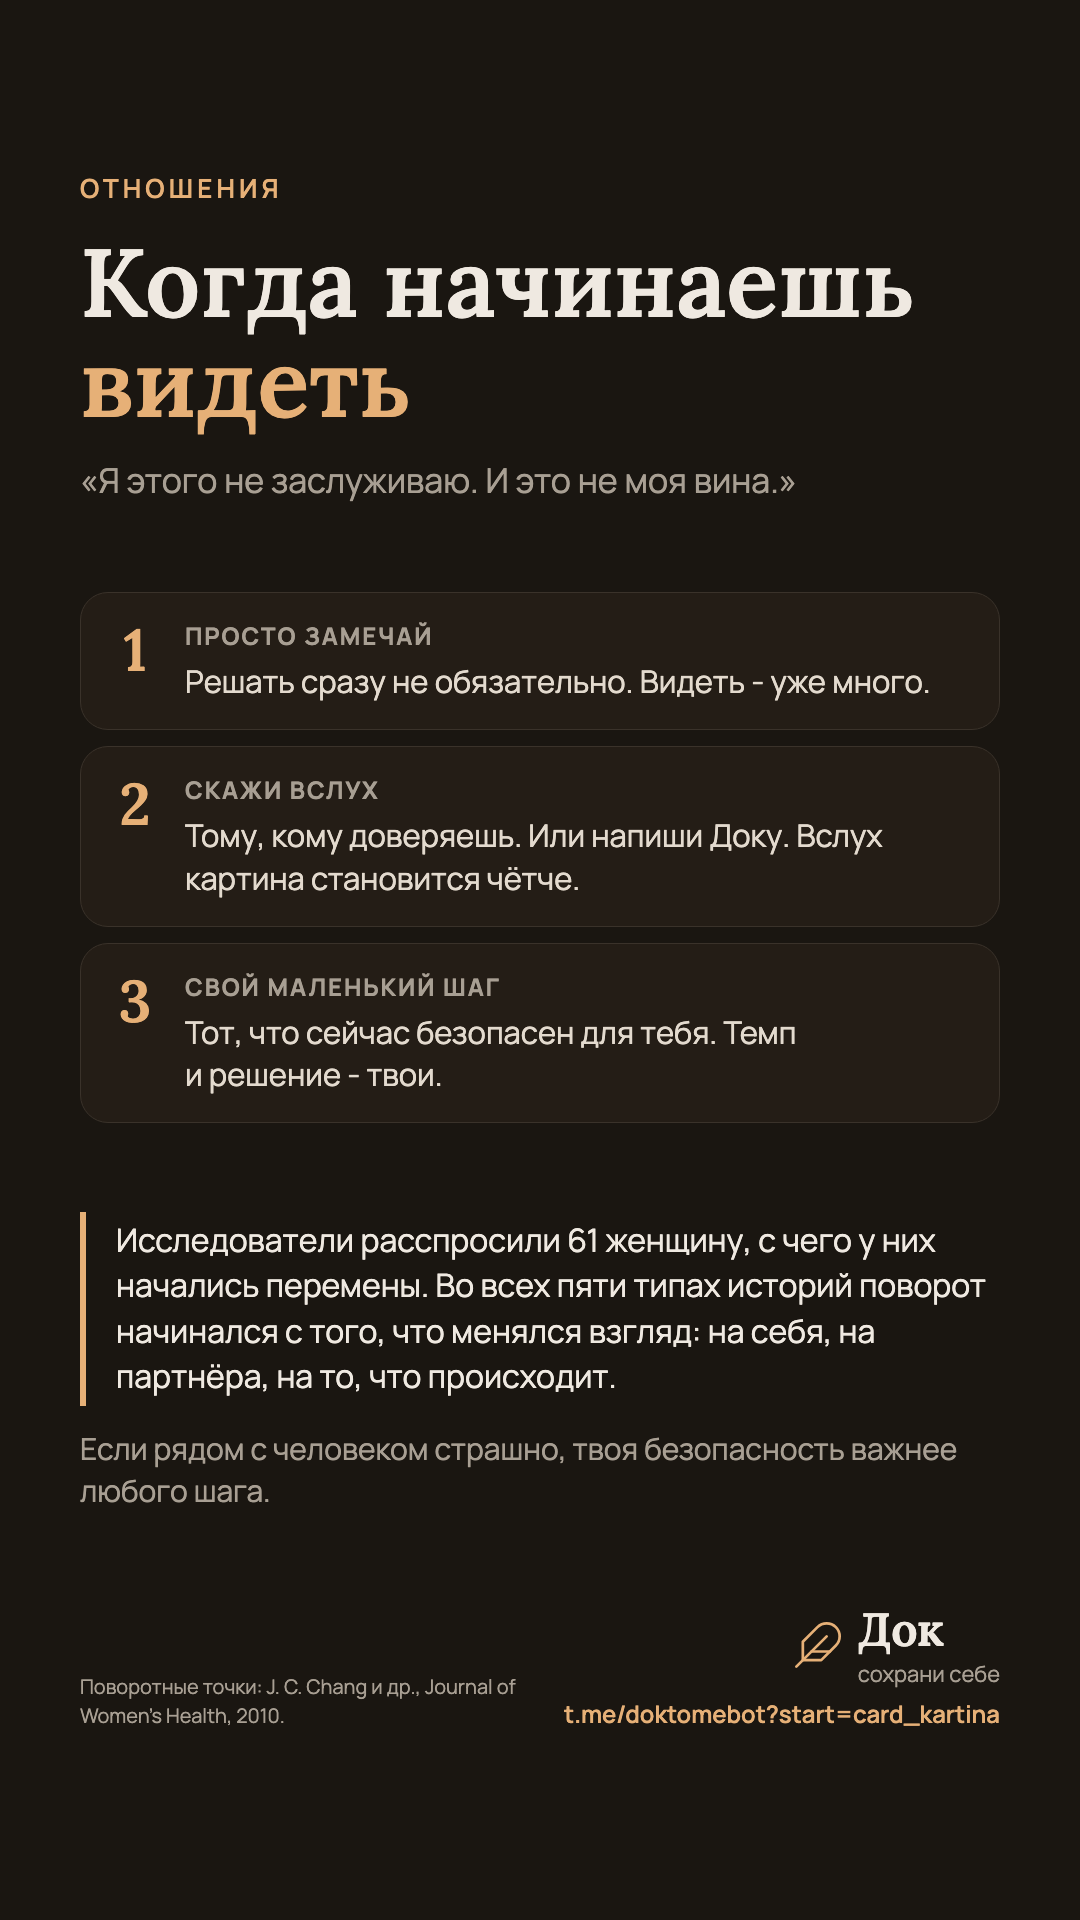 ОТНОШЕНИЯ
Когда начинаешь
видеть
«Я этого не заслуживаю. И это не моя вина.»
1
ПРОСТО ЗАМЕЧАЙ
Решать сразу не обязательно. Видеть - уже много.
2
СКАЖИ ВСЛУХ
Тому, кому доверяешь. Или напиши Доку. Вслух
картина становится чётче.
3
СВОЙ МАЛЕНЬКИЙ ШАГ
Тот, что сейчас безопасен для тебя. Темп
и решение - твои.
Исследователи расспросили 61 женщину, с чего у них
начались перемены. Во всех пяти типах историй поворот
начинался с того, что менялся взгляд: на себя, на
партнёра, на то, что происходит.
Если рядом с человеком страшно, твоя безопасность важнее
любого шага.
Док
сохрани себе
Поворотные точки: J. C. Chang и др., Journal of
Women's Health, 2010.
t.me/doktomebot?start=card_kartina